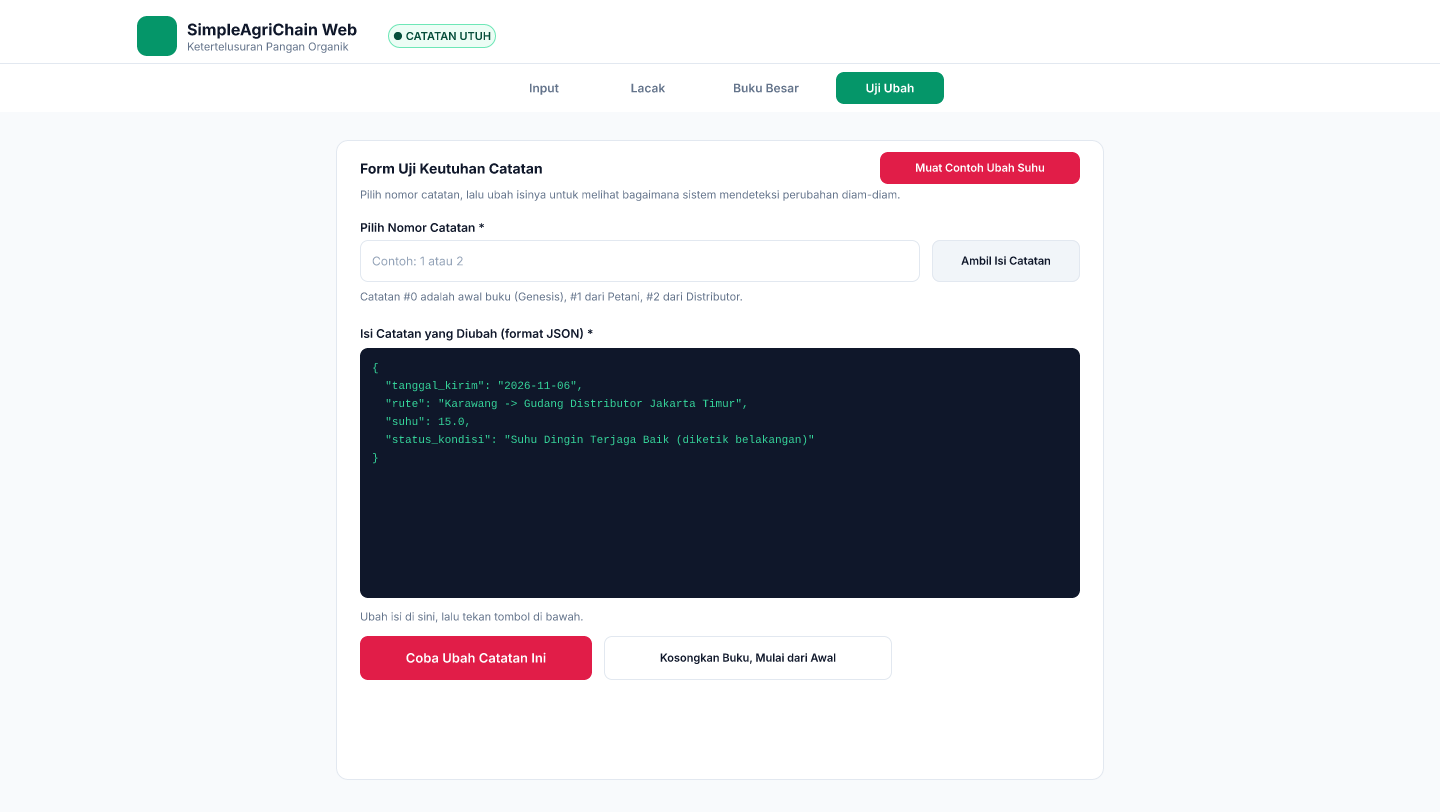 SimpleAgriChain Web
Ketertelusuran Pangan Organik
CATATAN UTUH
Input
Lacak
Buku Besar
Uji Ubah
Form Uji Keutuhan Catatan
Muat Contoh Ubah Suhu
Pilih nomor catatan, lalu ubah isinya untuk melihat bagaimana sistem mendeteksi perubahan diam-diam.
Pilih Nomor Catatan *
Contoh: 1 atau 2
Ambil Isi Catatan
Catatan #0 adalah awal buku (Genesis), #1 dari Petani, #2 dari Distributor.
Isi Catatan yang Diubah (format JSON) *
{
  "tanggal_kirim": "2026-11-06",
  "rute": "Karawang -> Gudang Distributor Jakarta Timur",
  "suhu": 15.0,
  "status_kondisi": "Suhu Dingin Terjaga Baik (diketik belakangan)"
}
Ubah isi di sini, lalu tekan tombol di bawah.
Coba Ubah Catatan Ini
Kosongkan Buku, Mulai dari Awal